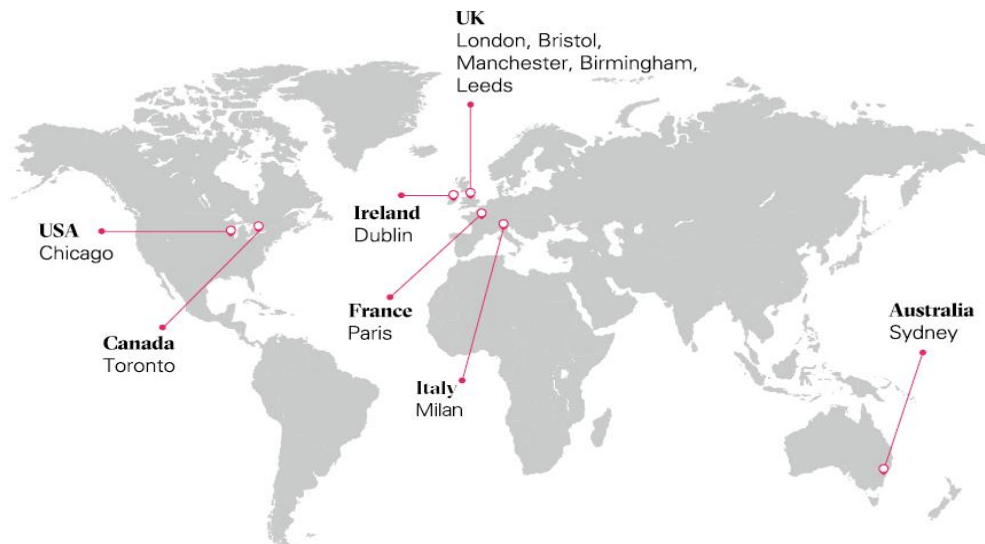 UK
London, Bristol,
Manchester, Birmingham,
Leeds
Ireland
Dublin
USA
Chicago
France
Paris
Australia
Sydney
Canada
Toronto
Italy
Milan